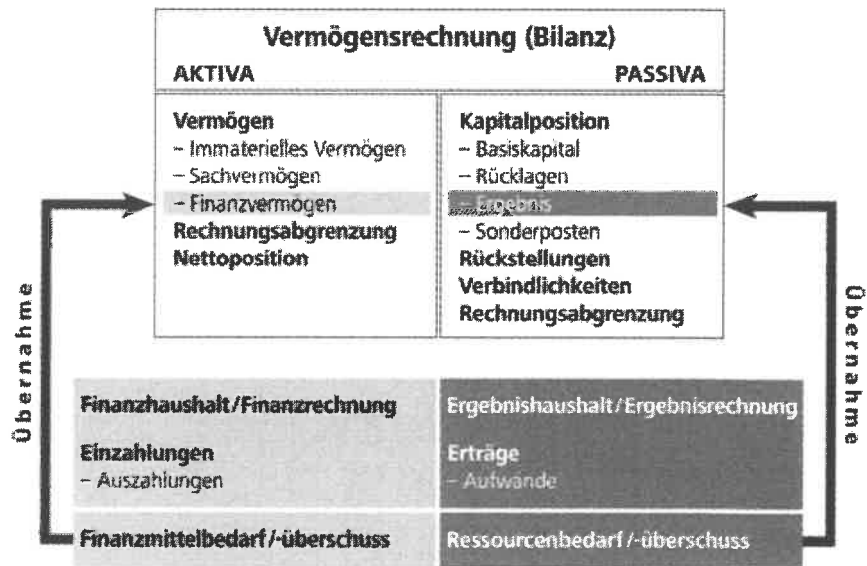 Vermögensrechnung (Bilanz)
AKTIVA PASSIVA
Vermögen
– Immaterielles Vermögen
– Sachvermögen
– Finanzvermögen
Rechnungsabgrenzung
Nettoposition
Kapitalposition
– Basiskapital
– Rücklagen
– Ergebnis
– Sonderposten
Rückstellungen
Verbindlichkeiten
Rechnungsabgrenzung
Übernahme
Übernahme
Finanzhaushalt/Finanzrechnung
Einzahlungen
– Auszahlungen
Finanzmittelbedarf/-überschuss
Ergebnishaushalt/Ergebnisrechnung
Erträge
– Aufwände
Ressourcenbedarf/-überschuss